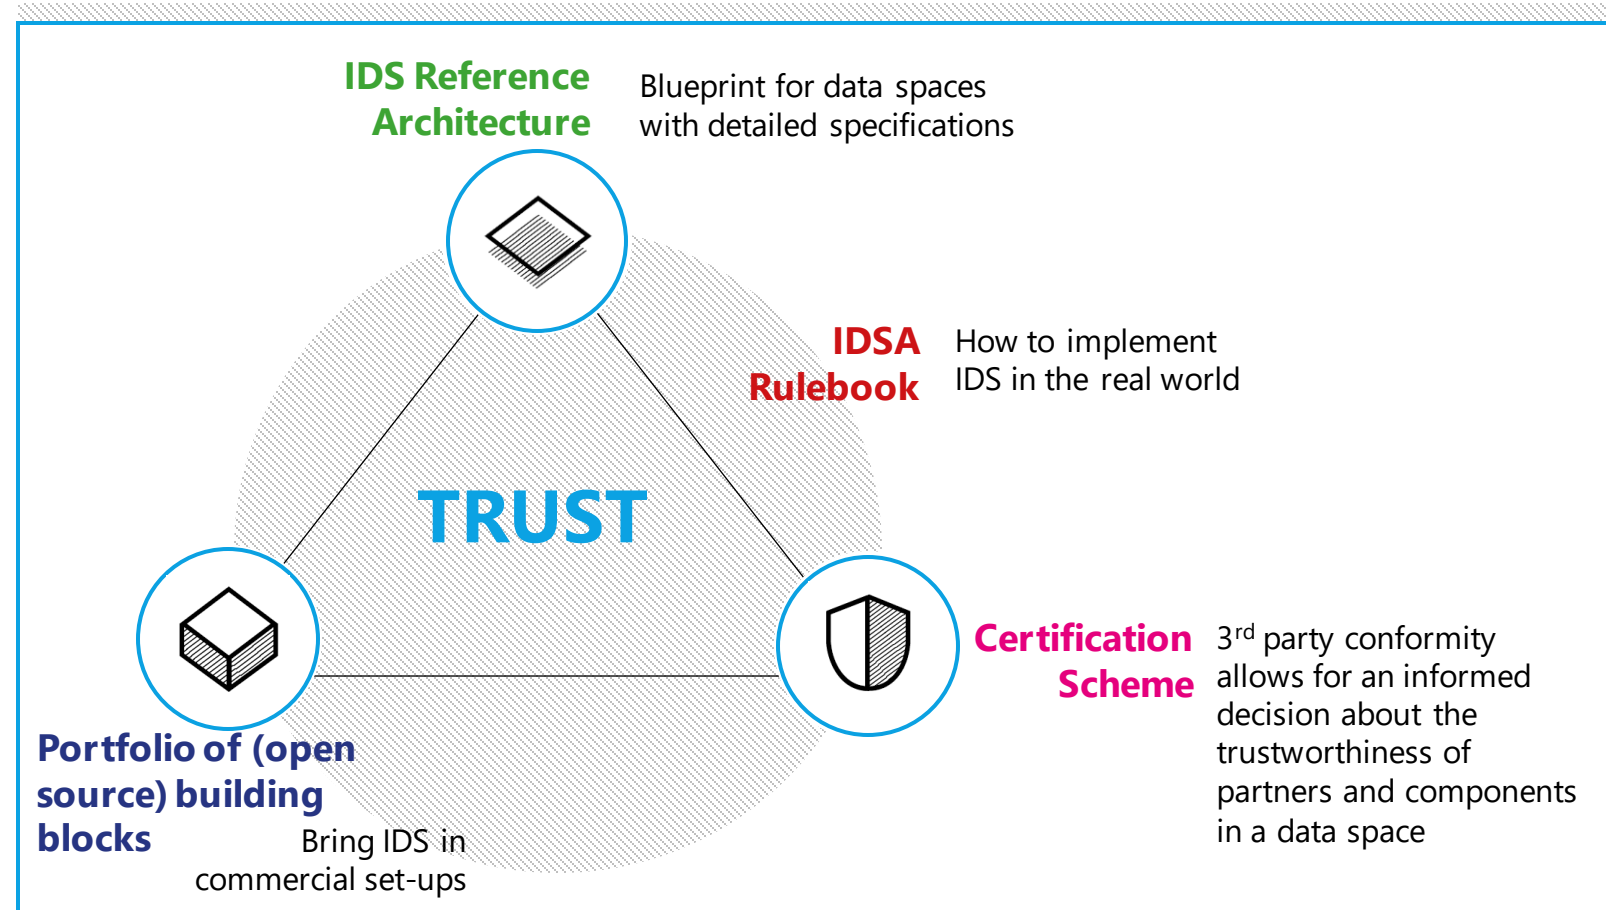 IDS Reference
Architecture
Blueprint for data spaces
with detailed specifications
IDSA
Rulebook
How to implement
IDS in the real world
TRUST
Certification
Scheme
3rd party conformity
allows for an informed
decision about the
trustworthiness of
partners and components
in a data space
Portfolio of (open
source) building
blocks
Bring IDS in
commercial set-ups